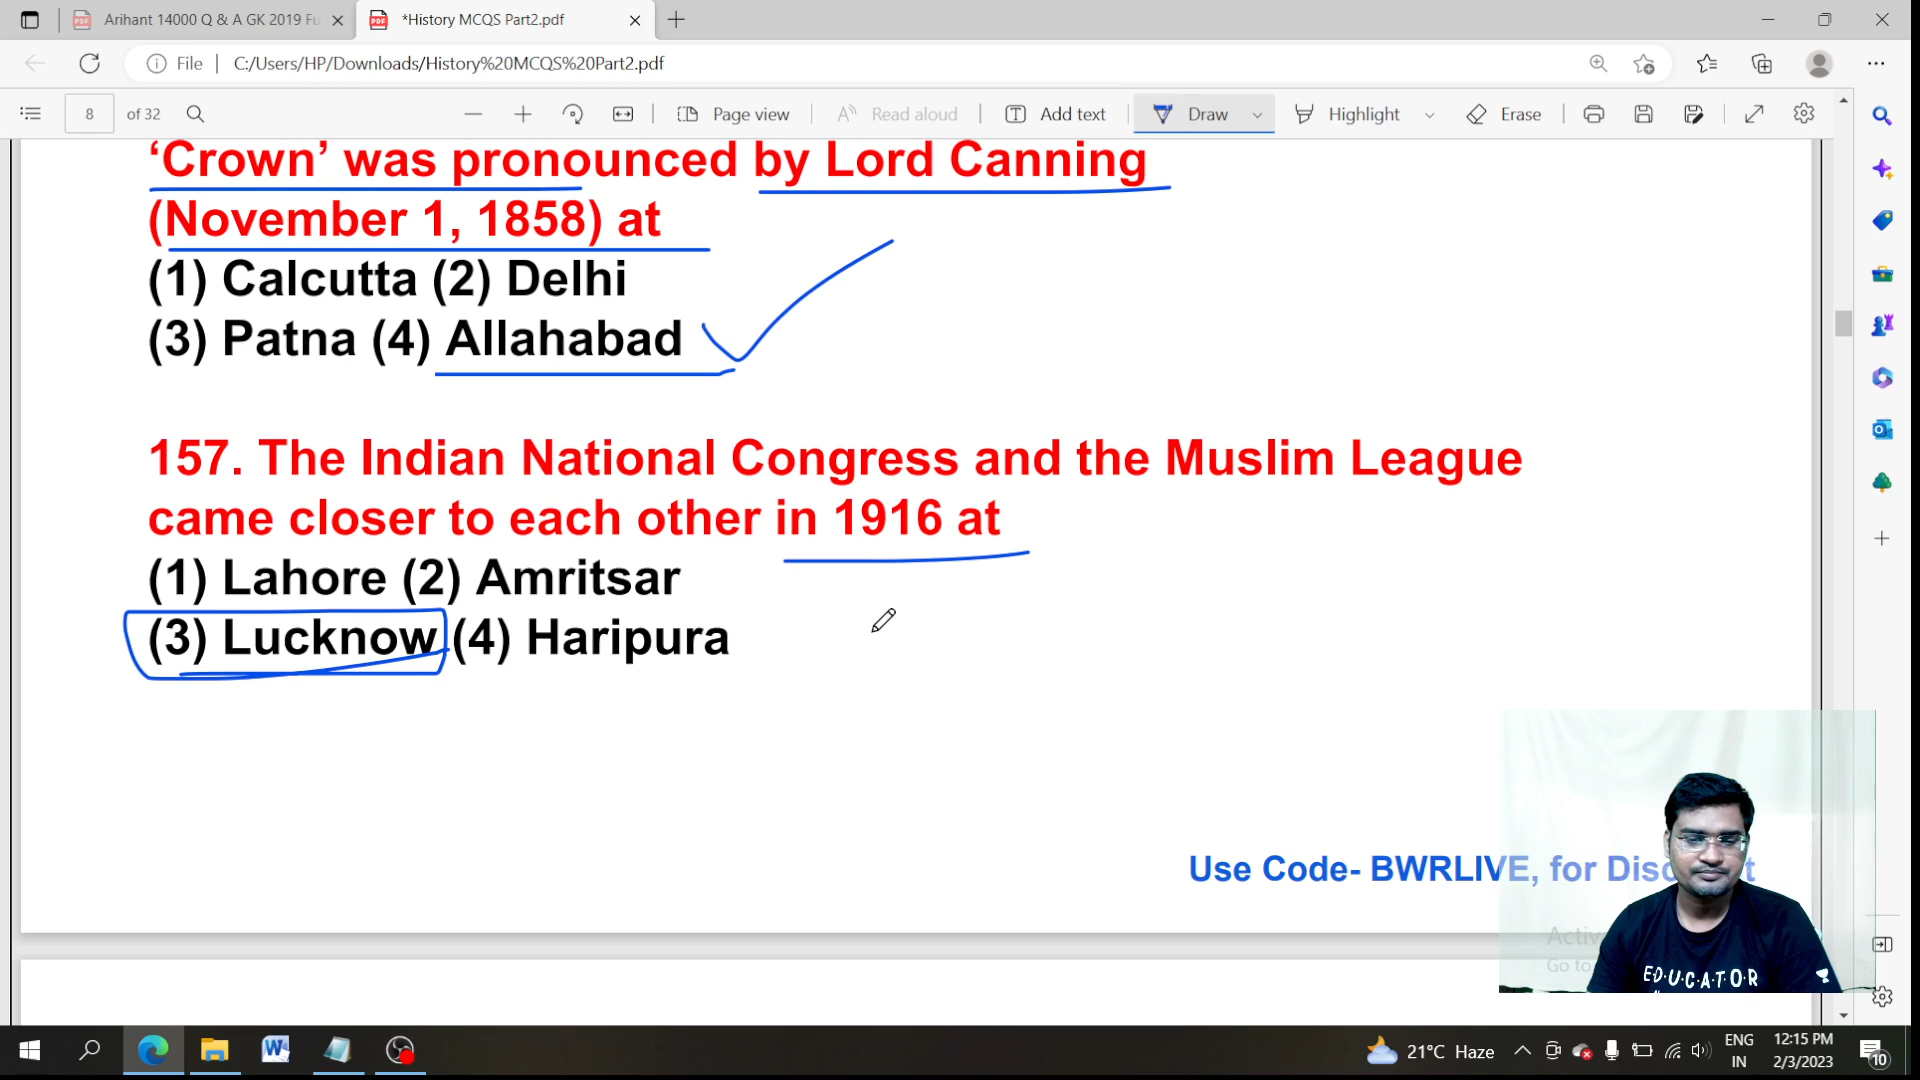 Arihant 14000 Q & A GK 2019 Fu
*History MCQS Part2.pdf
File
C:/Users/HP/Downloads/History%20MCQS%20Part2.pdf
8 of 32
Page view
Read aloud
Add text
Draw
Highlight
Erase
‘Crown’ was pronounced by Lord Canning
(November 1, 1858) at
(1) Calcutta (2) Delhi
(3) Patna (4) Allahabad
157. The Indian National Congress and the Muslim League
came closer to each other in 1916 at
(1) Lahore (2) Amritsar
(3) Lucknow (4) Haripura
Use Code- BWRLIVE, for
Go to
E·D·U·C·A·T·O·R
21°C Haze
ENG
IN
12:15 PM
2/3/2023
10